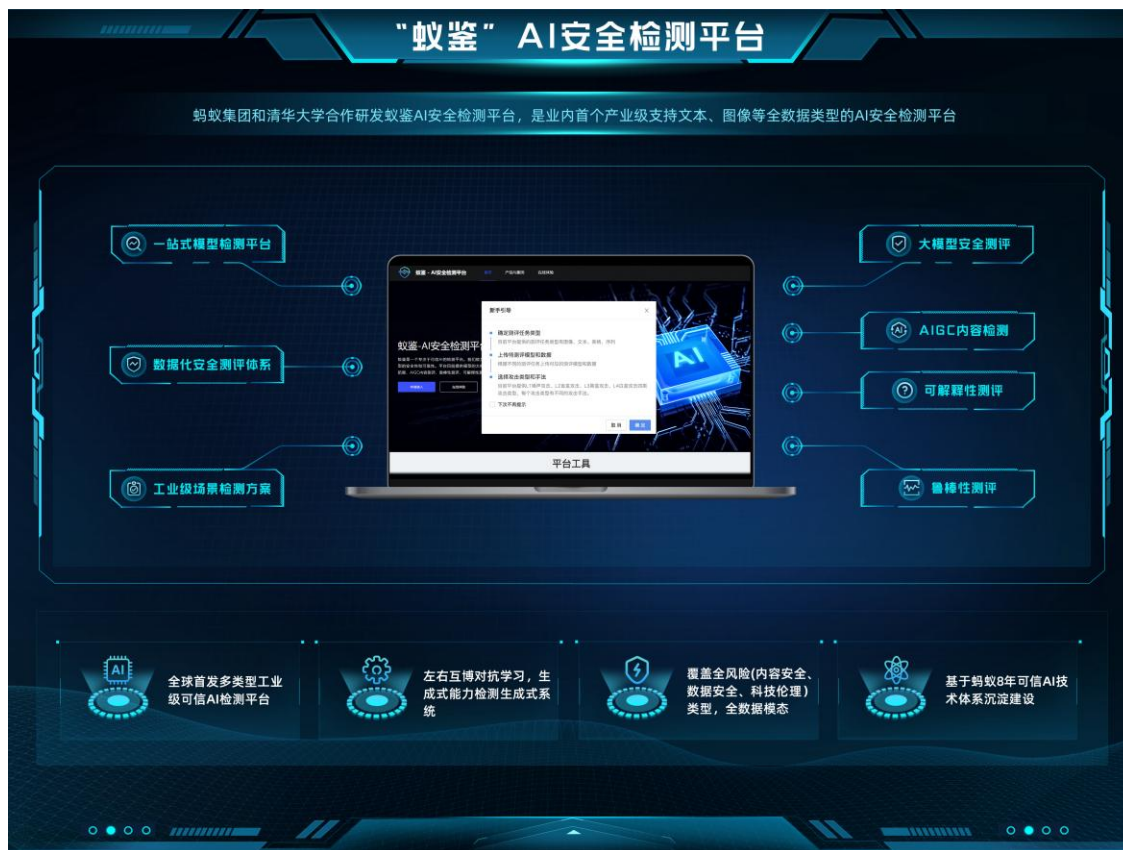 “蚁鉴” AI安全检测平台
蚂蚁集团和清华大学合作研发蚁鉴AI安全检测平台，是业内首个产业级支持文本、图像等全数据类型的AI安全检测平台
一站式模型检测平台
数据化安全测评体系
工业级场景检测方案
蚁鉴 - AI安全检测平台
蚁鉴-AI安全检测平
新手引导
确定测评任务类型
上传待测评模型和数据
选择攻击类型和手法
下次不再提示
取消
确定
AI
平台工具
大模型安全测评
AIGC内容检测
可解释性测评
鲁棒性测评
AI
全球首发多类型工业
级可信AI检测平台
左右互博对抗学习，生
成式能力检测生成式系
统
覆盖全风险(内容安全、
数据安全、科技伦理）
类型，全数据模态
基于蚂蚁8年可信AI技
术体系沉淀建设